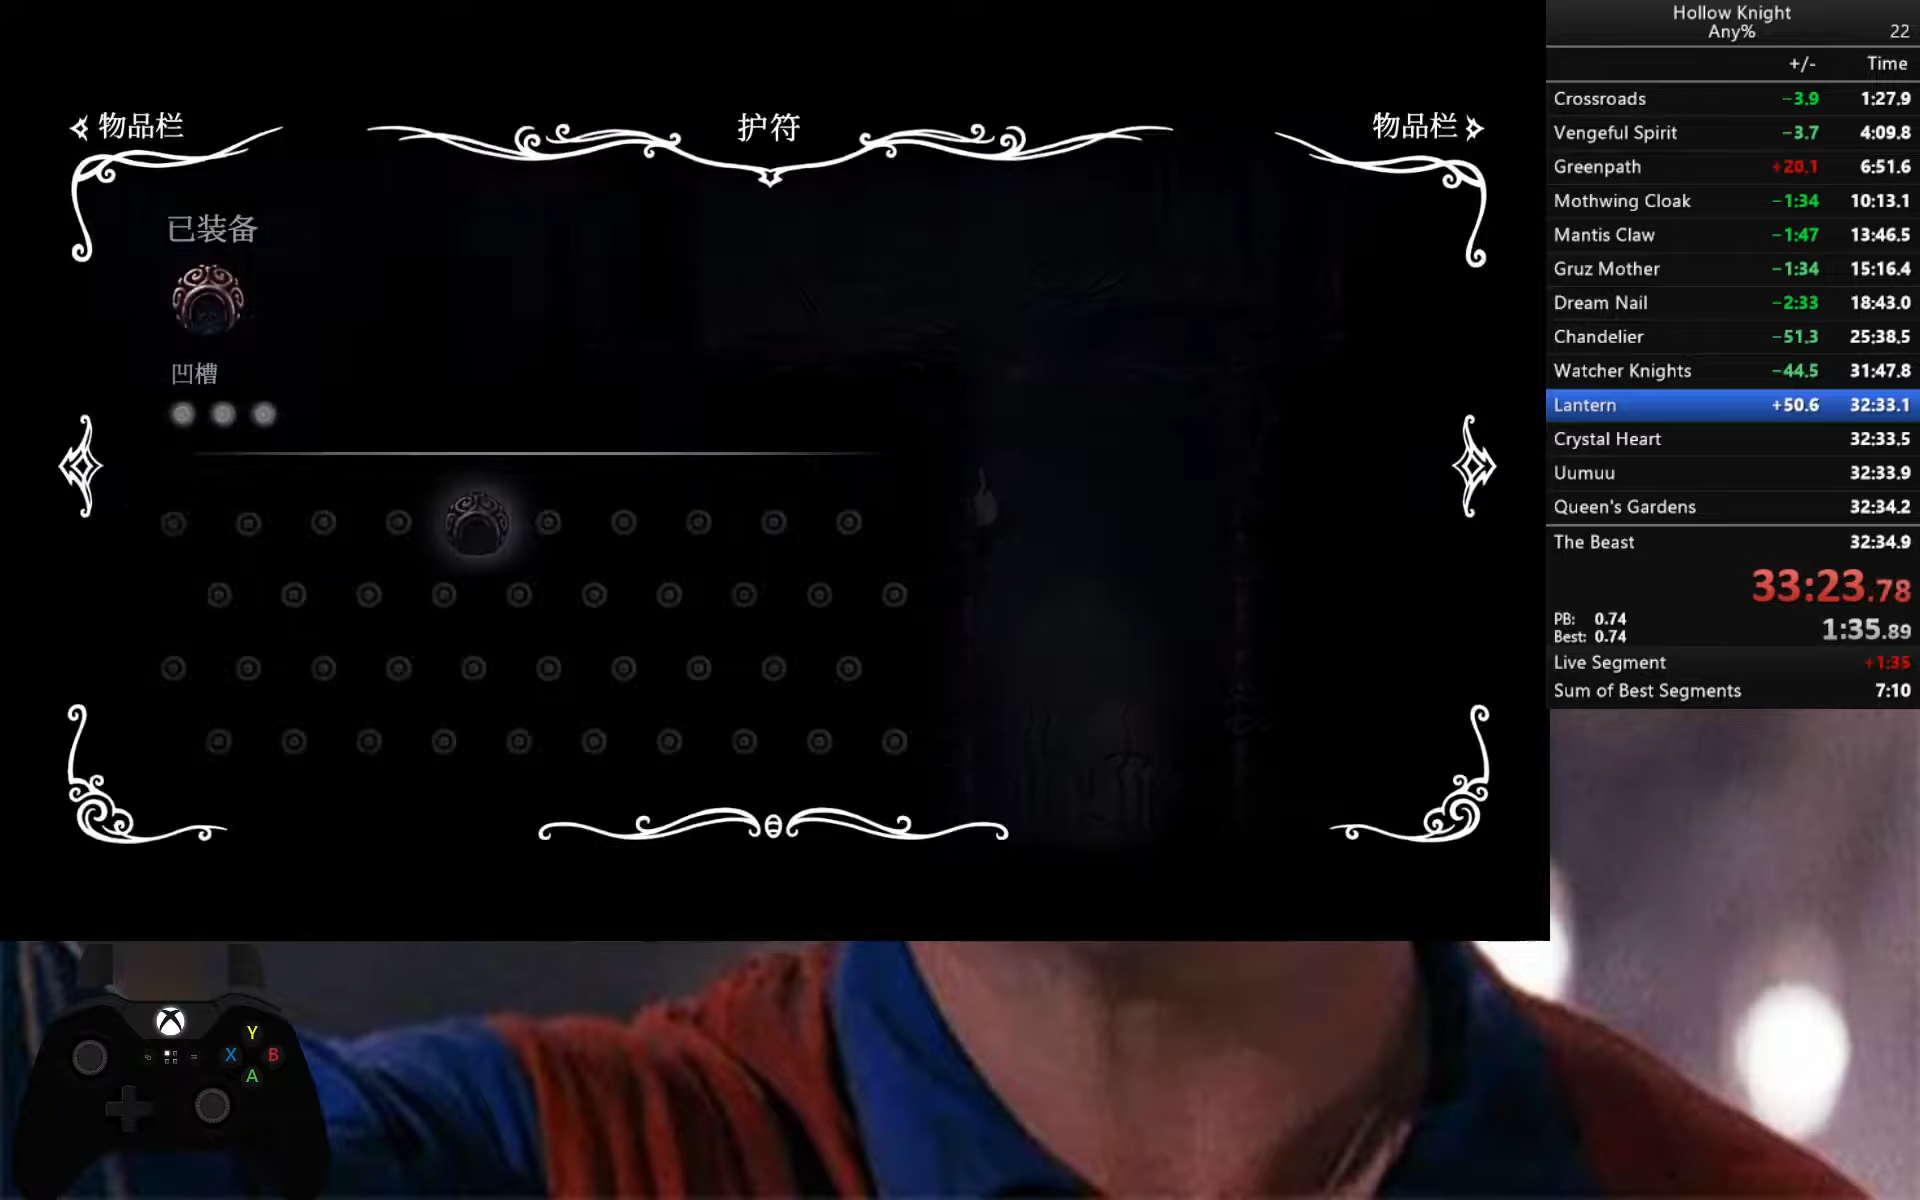 物品栏
护符
物品栏
已装备
凹槽
Hollow Knight
Any% 22
+/- Time
Crossroads −3.9 1:27.9
Vengeful Spirit −3.7 4:09.8
Greenpath +20.1 6:51.6
Mothwing Cloak −1:34 10:13.1
Mantis Claw −1:47 13:46.5
Gruz Mother −1:34 15:16.4
Dream Nail −2:33 18:43.0
Chandelier −51.3 25:38.5
Watcher Knights −44.5 31:47.8
Lantern +50.6 32:33.1
Crystal Heart 32:33.5
Uumuu 32:33.9
Queen's Gardens 32:34.2
The Beast 32:34.9
33:23.78
PB: 0.74
Best: 0.74
1:35.89
Live Segment +1:35
Sum of Best Segments 7:10
Y
X B
A